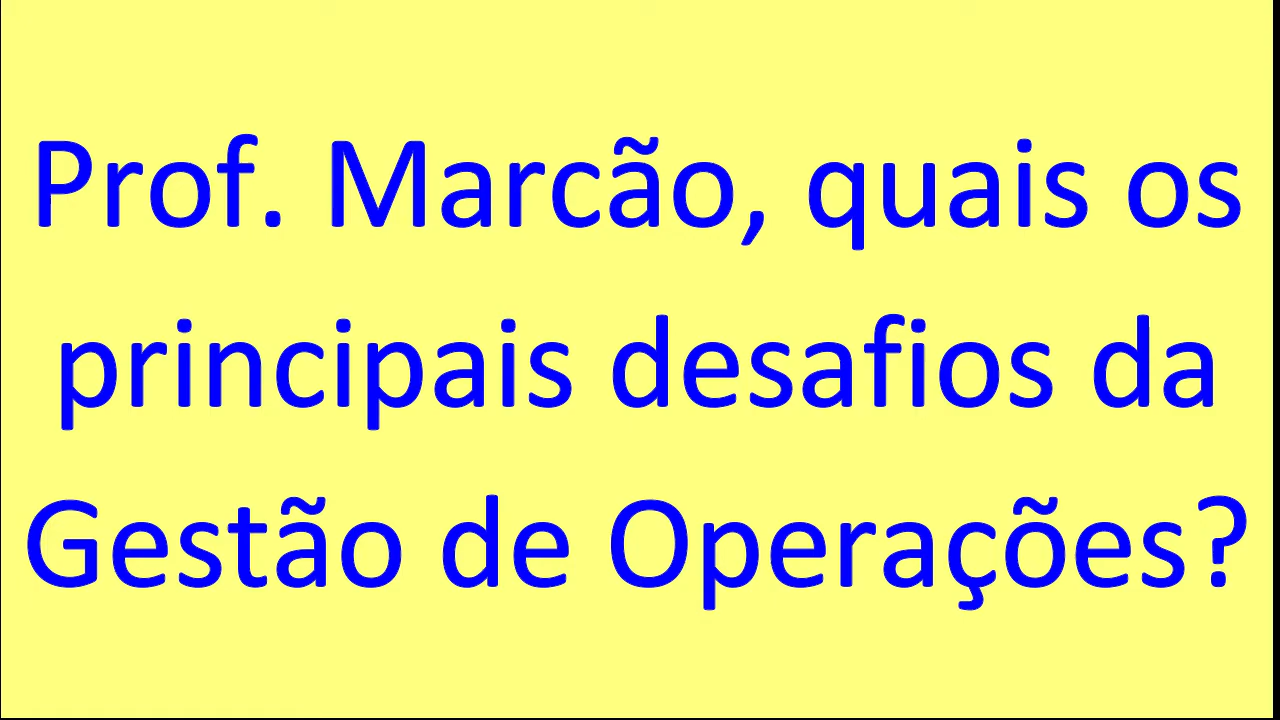 Prof. Marcão, quais os
principais desafios da
Gestão de Operações?